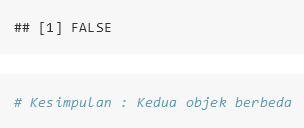 ## [1] FALSE
# Kesimpulan : Kedua objek berbeda